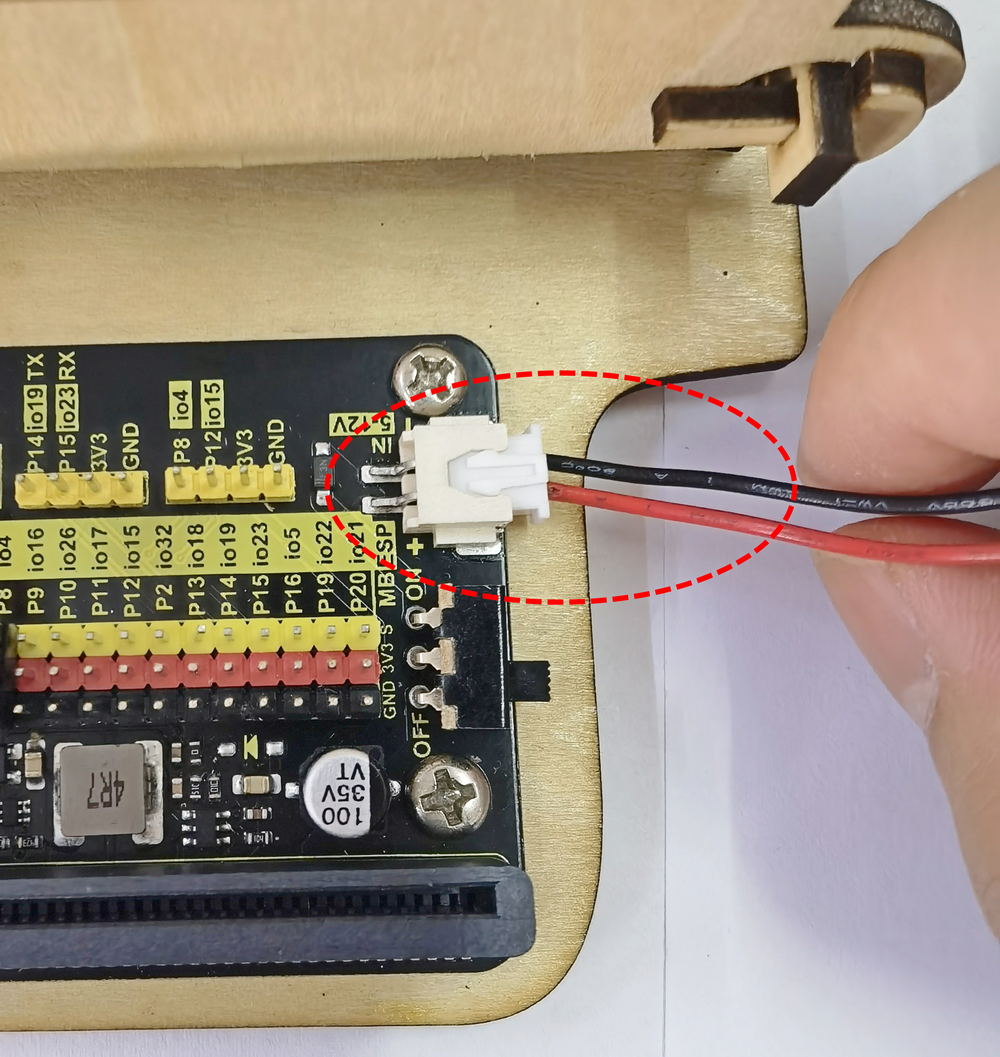 P14 io19 TX
P15 io23 RX
3V3
GND
P8 io4
P12 io15
3V3
GND
5-12V
IN
-
+
io4
io16
io26
io17
io15
io32
io18
io19
io23
io5
io22
io21
ESP
P8
P9
P10
P11
P12
P2
P13
P14
P15
P16
P19
P20
MB
GND 3V3 S
ON
OFF
4R7
100
35V
VT